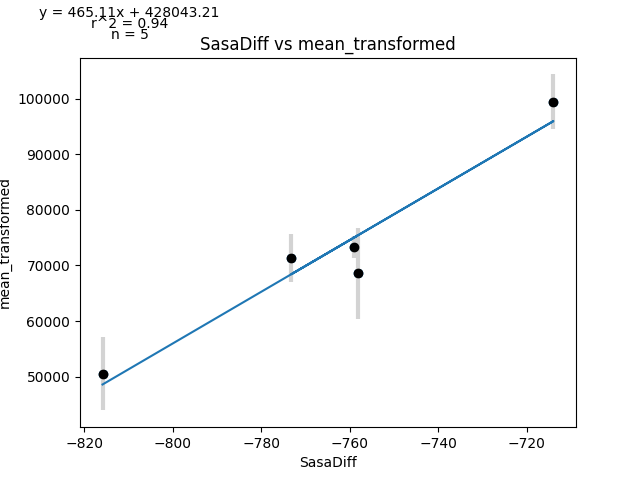 y = 465.11x + 428043.21
r^2 = 0.94
n = 5
SasaDiff vs mean_transformed
100000
90000
80000
70000
60000
50000
mean_transformed
−820
−800
−780
−760
−740
−720
SasaDiff